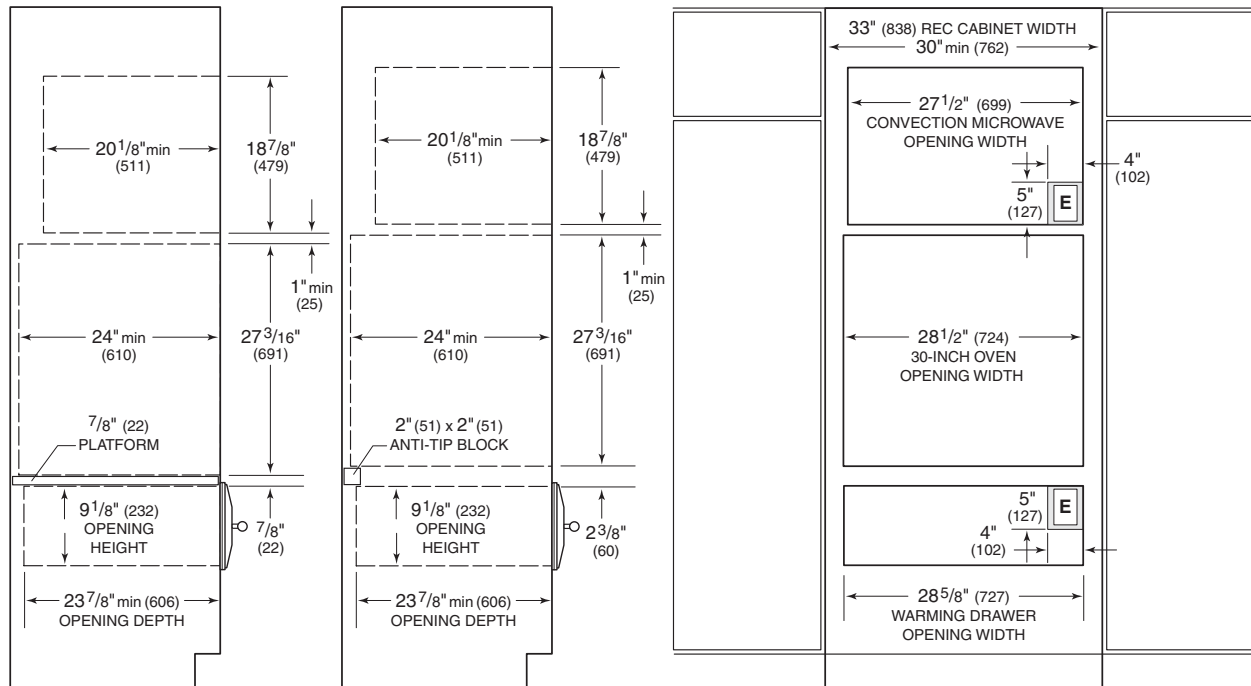 20 1/8" min
(511)
18 7/8"
(479)
1" min
(25)
24" min
(610)
27 3/16"
(691)
7/8" (22)
PLATFORM
9 1/8" (232)
OPENING
HEIGHT
7/8"
(22)
23 7/8" min (606)
OPENING DEPTH
20 1/8" min
(511)
18 7/8"
(479)
1" min
(25)
24" min
(610)
27 3/16"
(691)
2" (51) x 2" (51)
ANTI-TIP BLOCK
9 1/8" (232)
OPENING
HEIGHT
2 3/8"
(60)
23 7/8" min (606)
OPENING DEPTH
33" (838) REC CABINET WIDTH
30" min (762)
27 1/2" (699)
CONVECTION MICROWAVE
OPENING WIDTH
4"
(102)
5"
(127)
E
28 1/2" (724)
30-INCH OVEN
OPENING WIDTH
5"
(127)
E
4"
(102)
28 5/8" (727)
WARMING DRAWER
OPENING WIDTH